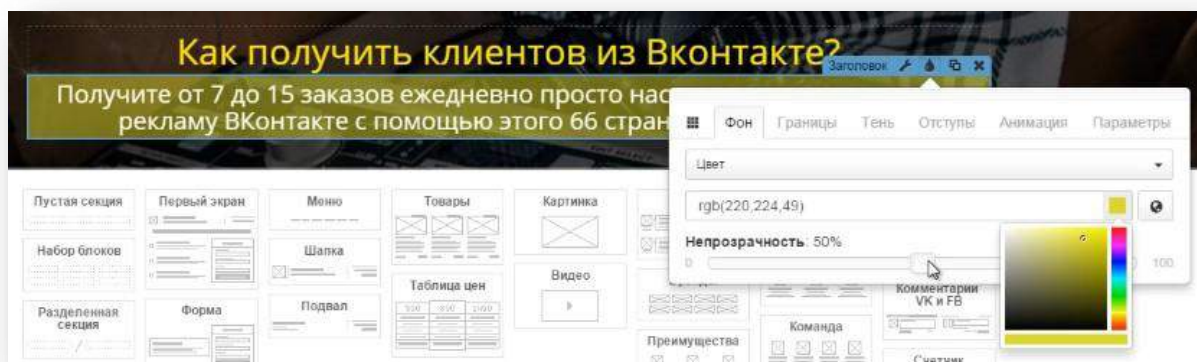 Как получить клиентов из Вконтакте?
Заголовок
Получите от 7 до 15 заказов ежедневно просто нас
рекламу ВКонтакте с помощью этого 66 стран
Фон Границы Тень Отступы Анимация Параметры
Цвет
rgb(220,224,49)
Непрозрачность: 50%
0 100
Пустая секция Первый экран Меню Товары Картинка
Набор блоков Шапка
Таблица цен Видео
Комментарии
VK и FB
Разделенная
секция
Форма Подвал
Преимущества Команда
Счетчик